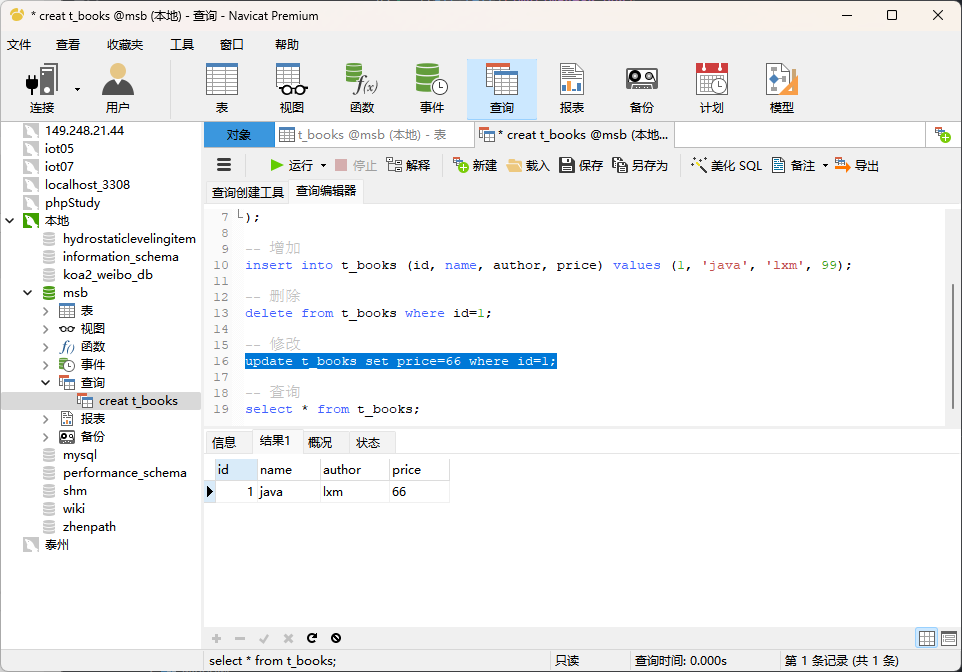 * creat t_books @msb (本地) - 查询 - Navicat Premium
文件 查看 收藏夹 工具 窗口 帮助
连接 用户 表 视图 函数 事件 查询 报表 备份 计划 模型
149.248.21.44
iot05
iot07
localhost_3308
phpStudy
本地
hydrostaticlevelingitem
information_schema
koa2_weibo_db
msb
表
视图
函数
事件
查询
creat t_books
报表
备份
mysql
performance_schema
shm
wiki
zhenpath
泰州
对象 t_books @msb (本地) - 表 * creat t_books @msb (本地...
运行 停止 解释 新建 载入 保存 另存为 美化 SQL 备注 导出
查询创建工具 查询编辑器
7 );
8
9 -- 增加
10 insert into t_books (id, name, author, price) values (1, 'java', 'lxm', 99);
11
12 -- 删除
13 delete from t_books where id=1;
14
15 -- 修改
16 update t_books set price=66 where id=1;
17
18 -- 查询
19 select * from t_books;
信息 结果1 概况 状态
id name author price
1 java lxm 66
select * from t_books; 只读 查询时间: 0.000s 第 1 条记录 (共 1 条)